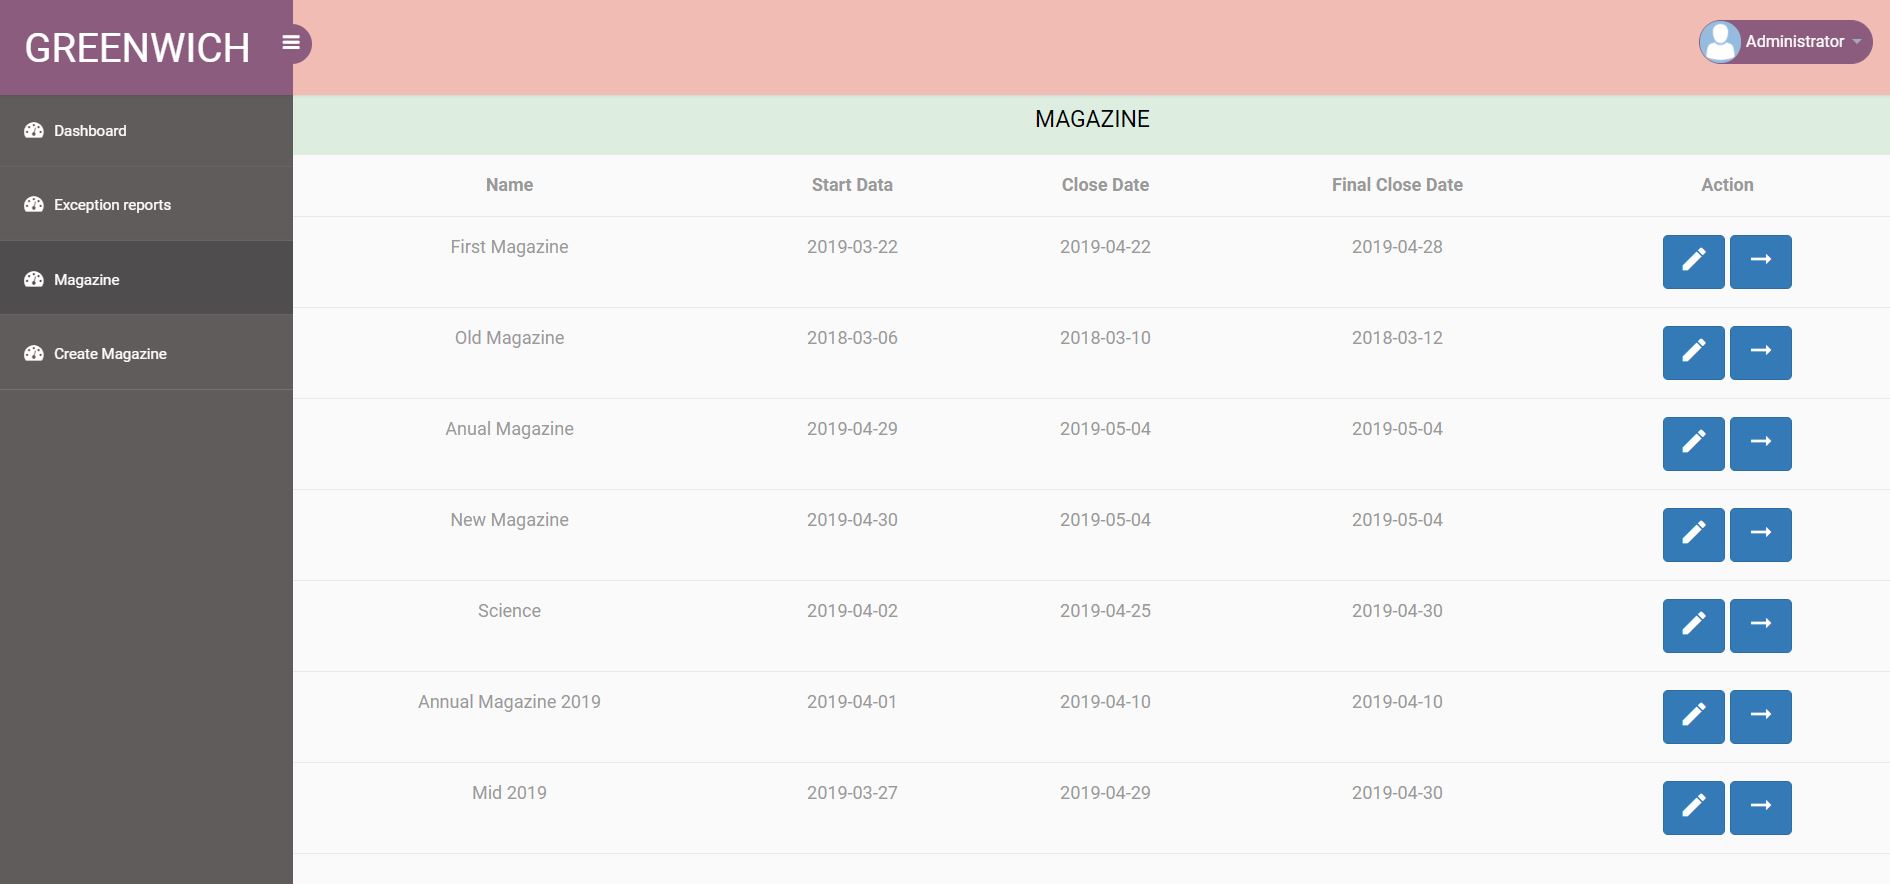 GREENWICH
Administrator
Dashboard
Exception reports
Magazine
Create Magazine
MAGAZINE
Name Start Data Close Date Final Close Date Action
First Magazine 2019-03-22 2019-04-22 2019-04-28
Old Magazine 2018-03-06 2018-03-10 2018-03-12
Anual Magazine 2019-04-29 2019-05-04 2019-05-04
New Magazine 2019-04-30 2019-05-04 2019-05-04
Science 2019-04-02 2019-04-25 2019-04-30
Annual Magazine 2019 2019-04-01 2019-04-10 2019-04-10
Mid 2019 2019-03-27 2019-04-29 2019-04-30